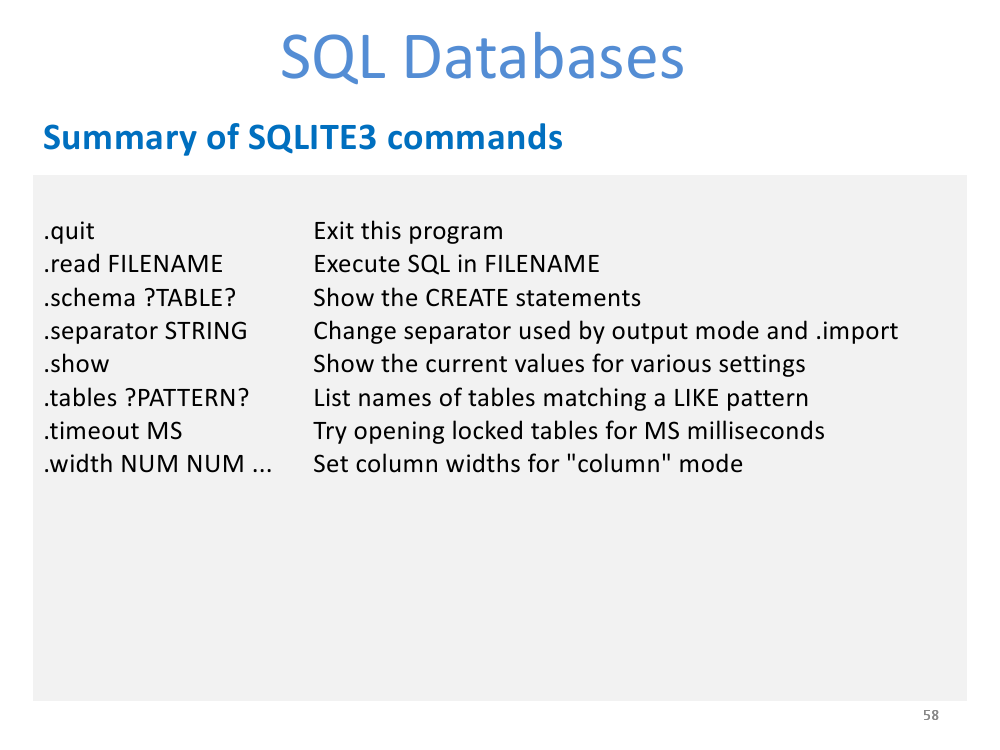 SQL Databases
Summary of SQLITE3 commands
.quit Exit this program
.read FILENAME Execute SQL in FILENAME
.schema ?TABLE? Show the CREATE statements
.separator STRING Change separator used by output mode and .import
.show Show the current values for various settings
.tables ?PATTERN? List names of tables matching a LIKE pattern
.timeout MS Try opening locked tables for MS milliseconds
.width NUM NUM ... Set column widths for "column" mode
58